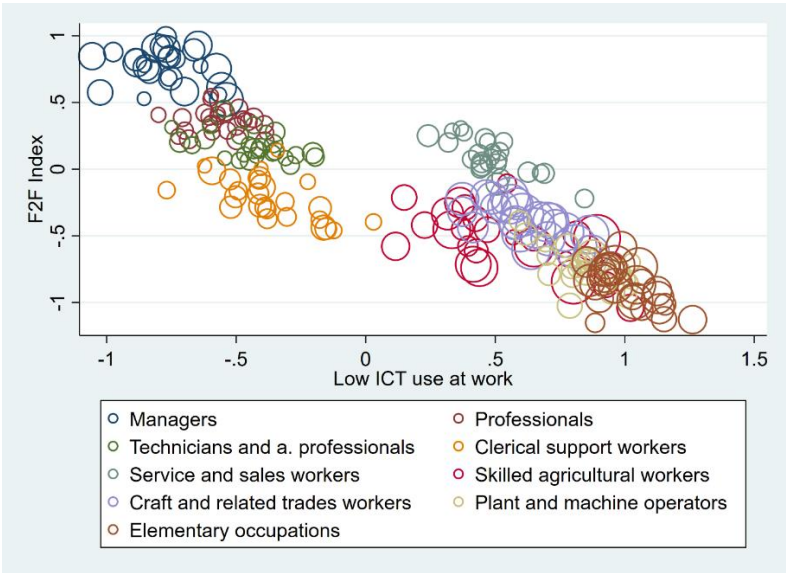 F2F Index
1
.5
0
-.5
-1
-1
-.5
0
.5
1
1.5
Low ICT use at work
Managers
Professionals
Technicians and a. professionals
Clerical support workers
Service and sales workers
Skilled agricultural workers
Craft and related trades workers
Plant and machine operators
Elementary occupations